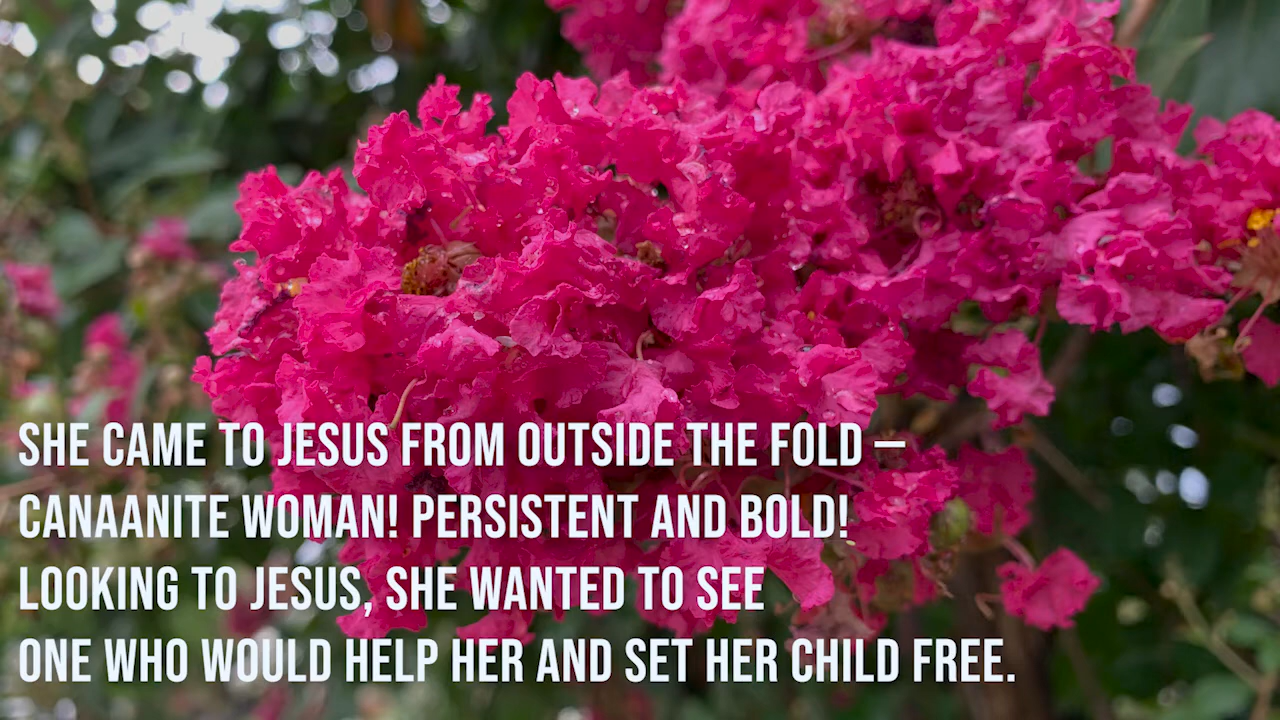 SHE CAME TO JESUS FROM OUTSIDE THE FOLD –
CANAANITE WOMAN! PERSISTENT AND BOLD!
LOOKING TO JESUS, SHE WANTED TO SEE
ONE WHO WOULD HELP HER AND SET HER CHILD FREE.